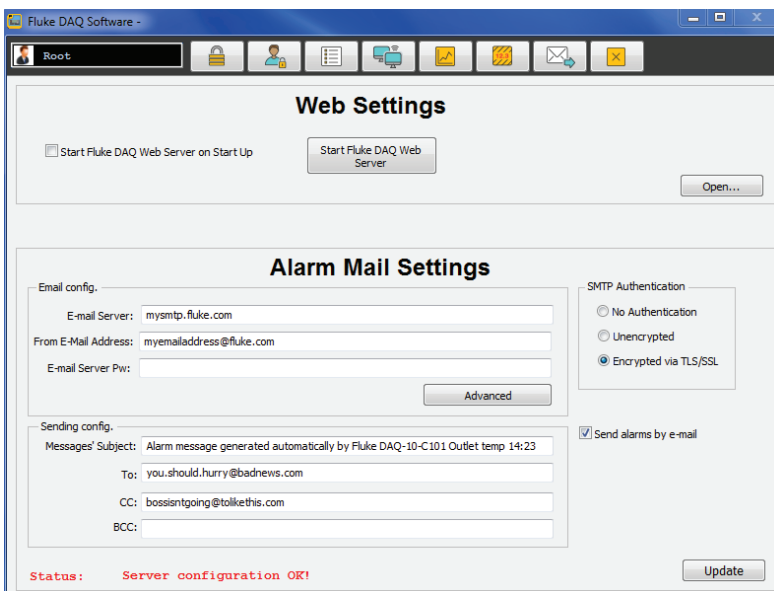 Fluke DAQ Software -
Root
12.3
Web Settings
Start Fluke DAQ Web Server on Start Up
Start Fluke DAQ Web
Server
Open...
Alarm Mail Settings
Email config.
E-mail Server: mysmtp.fluke.com
From E-Mail Address: myemailaddress@fluke.com
E-mail Server Pw:
Advanced
SMTP Authentication
No Authentication
Unencrypted
Encrypted via TLS/SSL
Sending config.
Messages' Subject: Alarm message generated automatically by Fluke DAQ-10-C101 Outlet temp 14:23
To: you.should.hurry@badnews.com
CC: bossisntgoing@tolikethis.com
BCC:
Send alarms by e-mail
Status: Server configuration OK!
Update